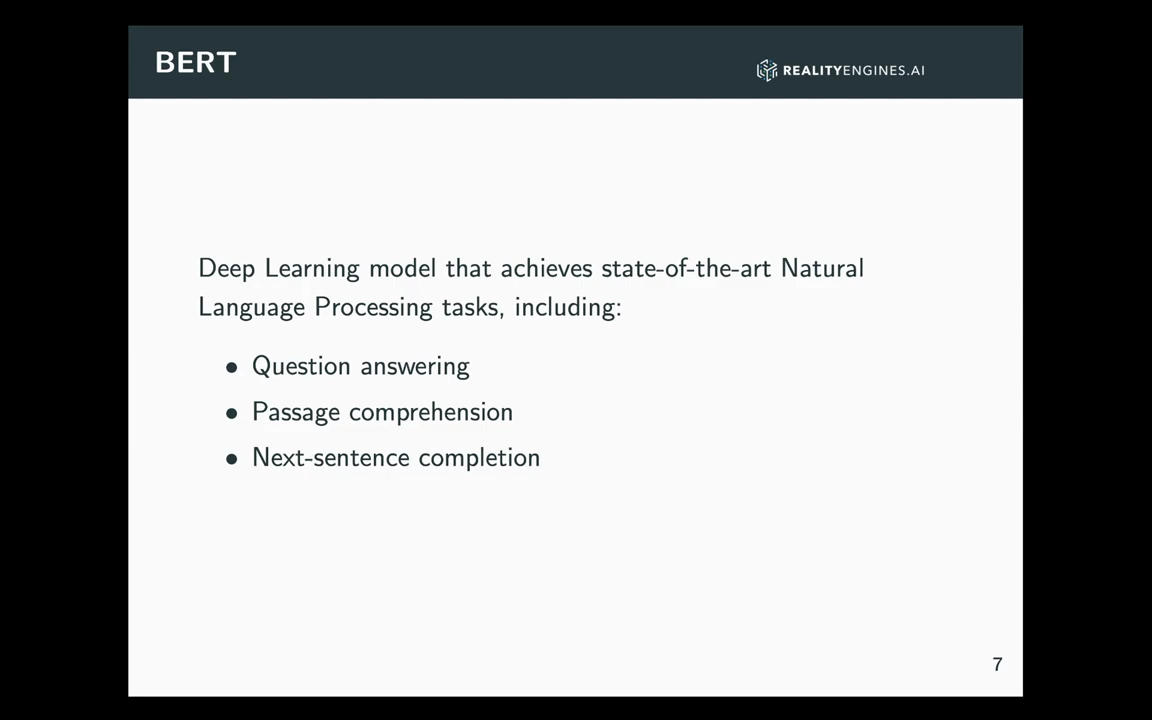 BERT
REALITYENGINES.AI
Deep Learning model that achieves state-of-the-art Natural
Language Processing tasks, including:
• Question answering
• Passage comprehension
• Next-sentence completion
7